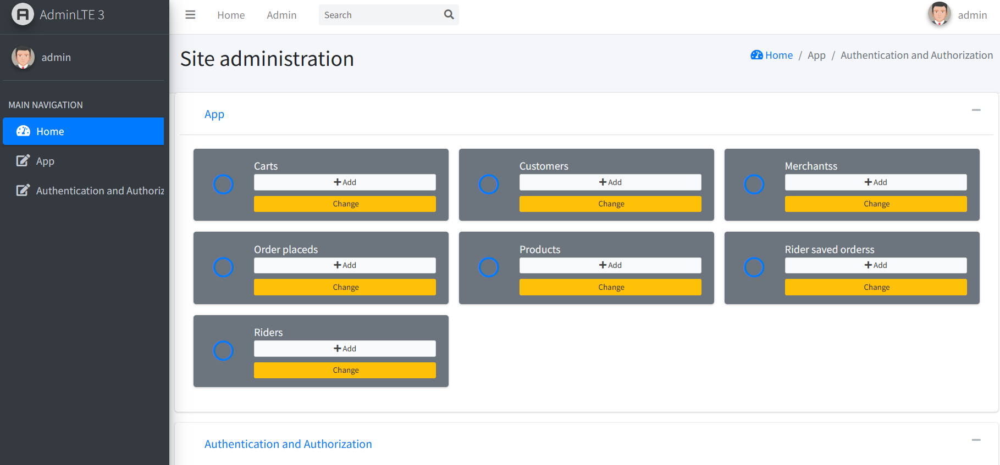 AdminLTE 3
Home
Admin
Search
admin
admin
Site administration
Home / App / Authentication and Authorization
MAIN NAVIGATION
Home
App
Authentication and Authoriz
App
Carts
Add
Change
Customers
Add
Change
Merchantss
Add
Change
Order placeds
Add
Change
Products
Add
Change
Rider saved orderss
Add
Change
Riders
Add
Change
Authentication and Authorization